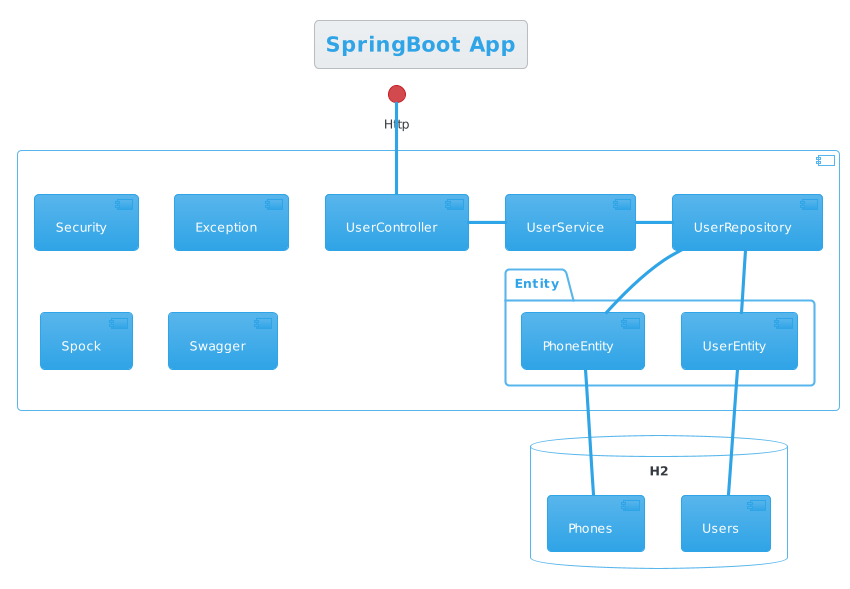 SpringBoot App
Http
Security
Exception
UserController
UserService
UserRepository
Entity
Spock
Swagger
PhoneEntity
UserEntity
H2
Phones
Users